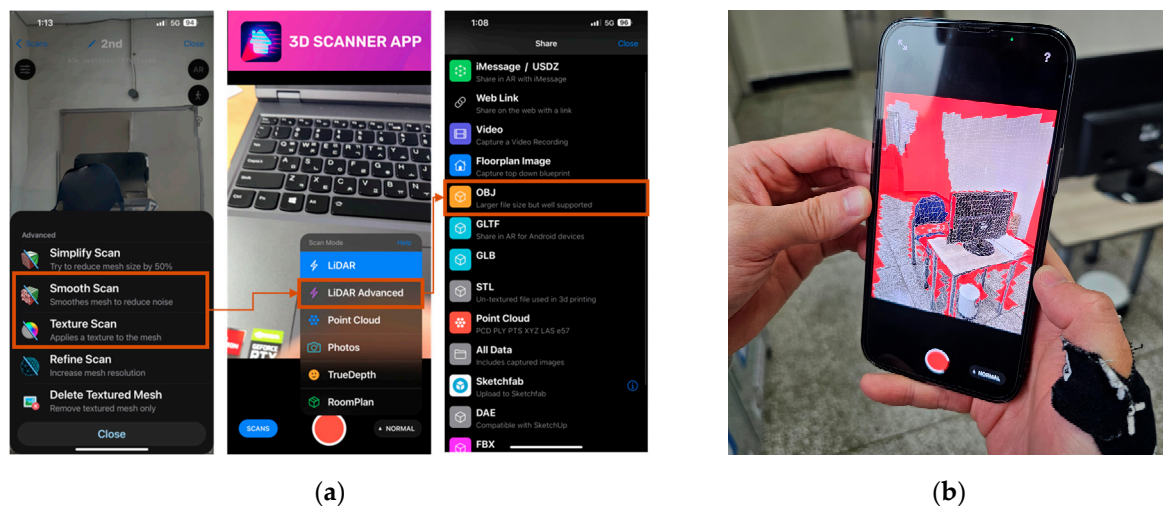 1:13
5G 94
Scans
2nd
Close
AR
Advanced
Simplify Scan
Try to reduce mesh size by 50%
Smooth Scan
Smoothes mesh to reduce noise
Texture Scan
Applies a texture to the mesh
Refine Scan
Increase mesh resolution
Delete Textured Mesh
Remove textured mesh only
Close
3D SCANNER APP
Scan Mode
Help
LiDAR
LiDAR Advanced
Point Cloud
Photos
TrueDepth
RoomPlan
GEFORCE
RTX
SCANS
NORMAL
1:08
5G 96
Share
Close
iMessage / USDZ
Share in AR with iMessage
Web Link
Share on the web with a link
Video
Capture a Video Recording
Floorplan Image
Capture top down blueprint
OBJ
Larger file size but well supported
GLTF
Share in AR for Android devices
GLB
STL
Un-textured file used in 3d printing
Point Cloud
PCD PLY PTS XYZ LAS e57
All Data
Includes captured images
Sketchfab
Upload to Sketchfab
DAE
Compatible with SketchUp
FBX
?
NORMAL
(a)
(b)